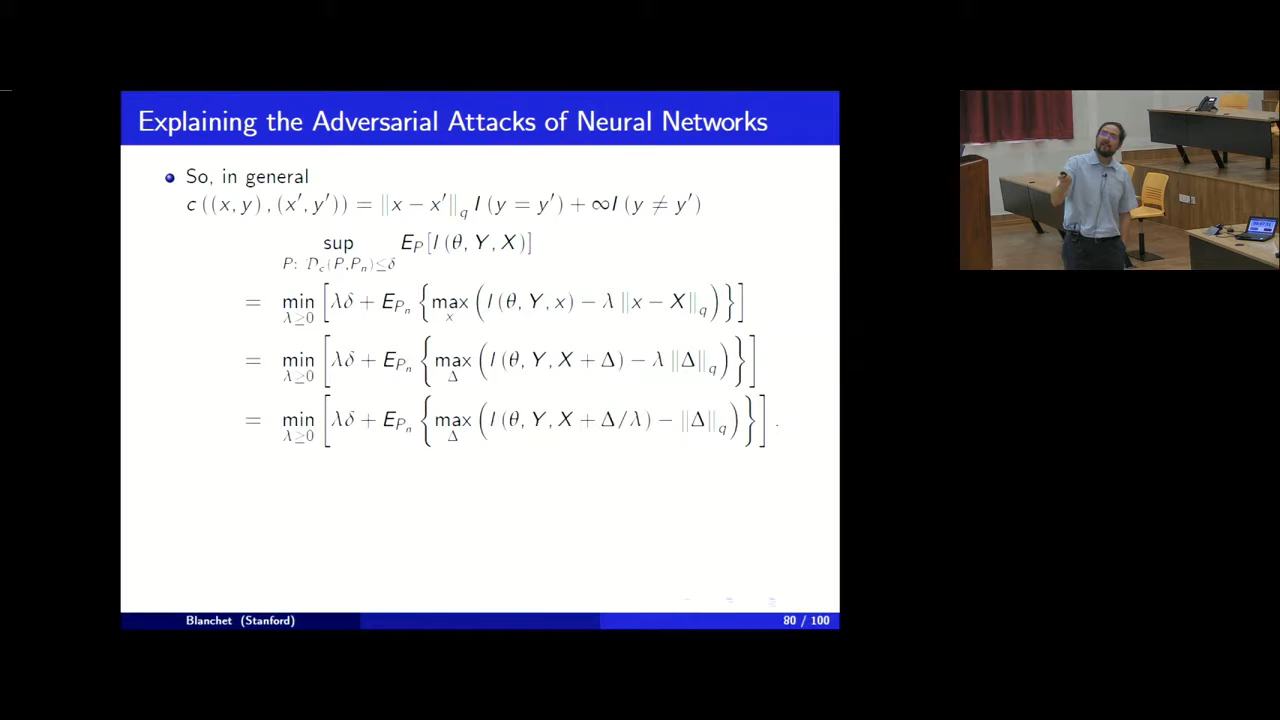 Explaining the Adversarial Attacks of Neural Networks
So, in general
c ((x, y) , (x′, y′)) = ‖x − x′‖_q I (y = y′) + ∞I (y ≠ y′)
sup_{P: D_c(P,P_n)≤δ} E_P [l (θ, Y, X)]
= min_{λ≥0} [λδ + E_{P_n} {max_x (l (θ, Y, x) − λ ‖x − X‖_q)}]
= min_{λ≥0} [λδ + E_{P_n} {max_Δ (l (θ, Y, X + Δ) − λ ‖Δ‖_q)}]
= min_{λ≥0} [λδ + E_{P_n} {max_Δ (l (θ, Y, X + Δ/λ) − ‖Δ‖_q)}] .
Blanchet (Stanford) 80 / 100